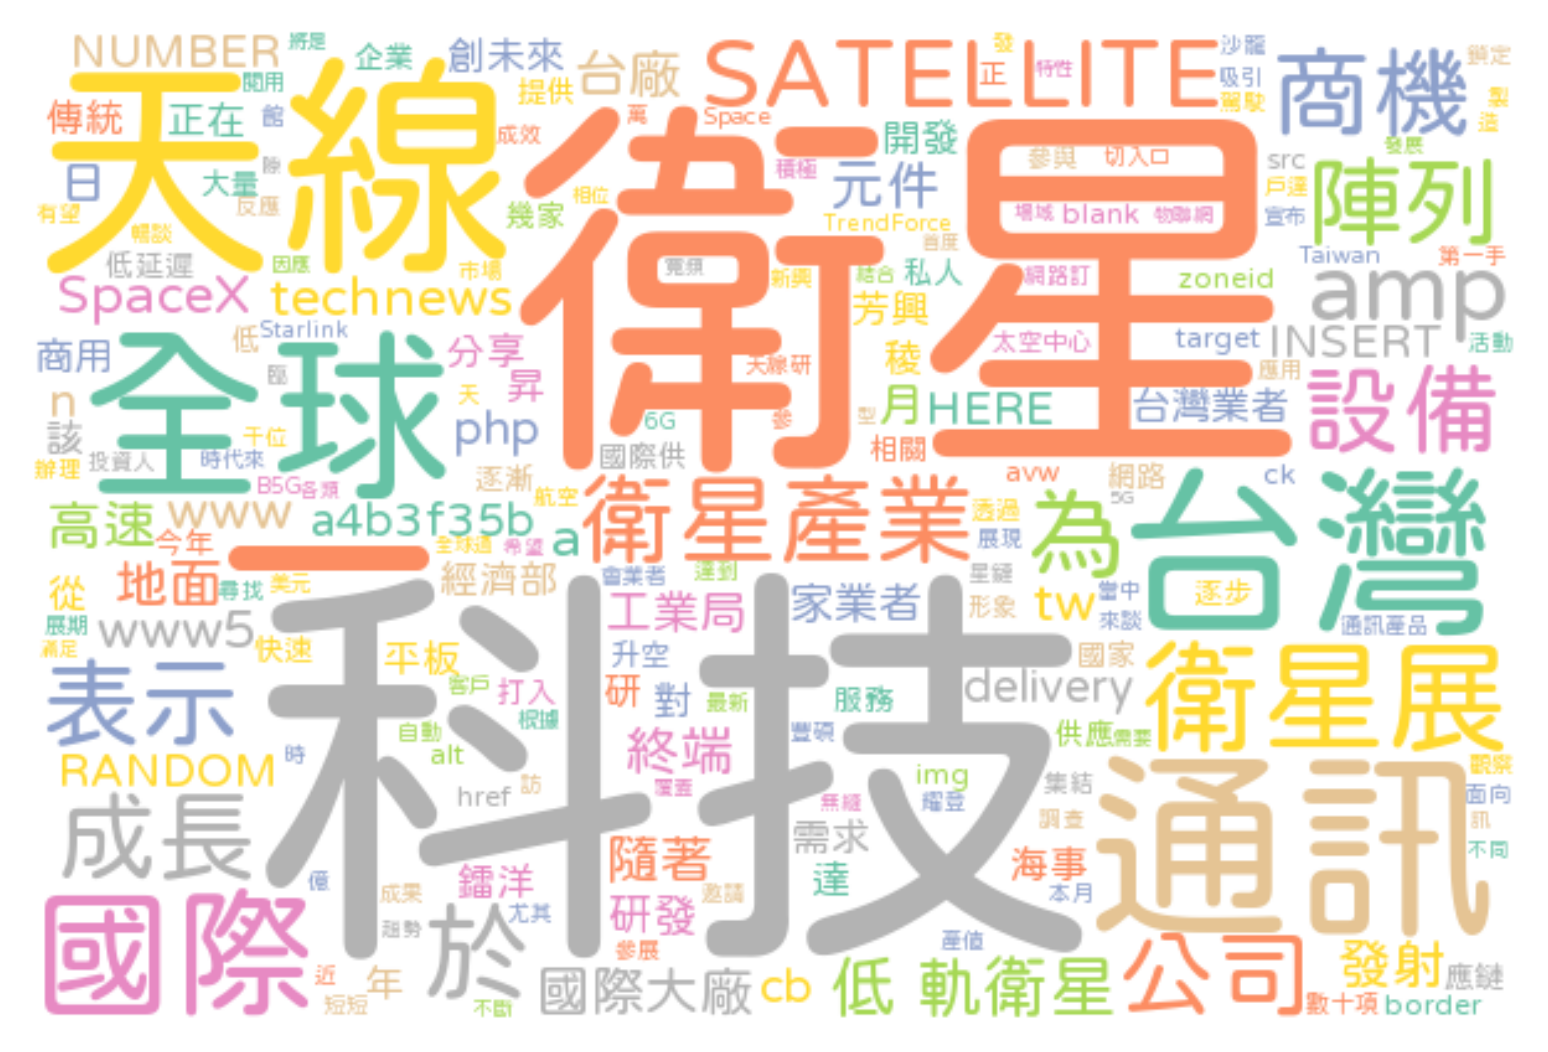 NUMBER
將是
企業
創未來
台廠
SATELLITE
發
正
特性
沙龍
吸引
駕駛
商機
鎖定
製
造
閱用
提供
天線
傳統
正在
館
成效
萬
Space
開發
參與
切入口
src
發展
日
大量
反應
有望
暢談
相位
幾家
積極
元件
TrendForce
首度
衛星
場域
blank
物聯網
戶運
宣布
陣列
低延遲
因應
市場
寬頻
新興
結合
私人
網路訂
zoneid
Taiwan
第一手
SpaceX
technews
芳興
amp
低
Starlink
商用
全球
分享
昇
天
天線研
稜
太空中心
target
INSERT
活動
應用
n
該
千位
php
6G
參
型
月
HERE
台灣業者
設備
辦理
投資人
時代來
B5G
各類
逐漸
航空
國際供
相關
avw
網路
5G
ck
高速
www
a4b3f35b
全球通
希望
a
衛星產業
透過
展現
為
台灣
今年
一
從
地面
尋找
美元
經濟部
會業者
達到
星鏈
形象
tw
當中
來談
逐步
通訊產品
展期
滿足
www5
快速
平板
工業局
家業者
升空
科技
表示
客戶
打入
根據
研
對
最新
服務
delivery
國家
衛星展
RANDOM
時
自動
alt
終端
豐碩
供應
需要
觀察
href
訪
覆蓋
無縫
img
耀登
集結
調查
通訊
面向
訊
不同
成長
需求
隨著
海事
本月
億
成果
鐳洋
尤其
邀請
達
研發
國際
趨勢
於
參展
產值
近
短短
年
不斷
國際大廠
cb
低 軌衛星
公司
發射
應鏈
數十項
border